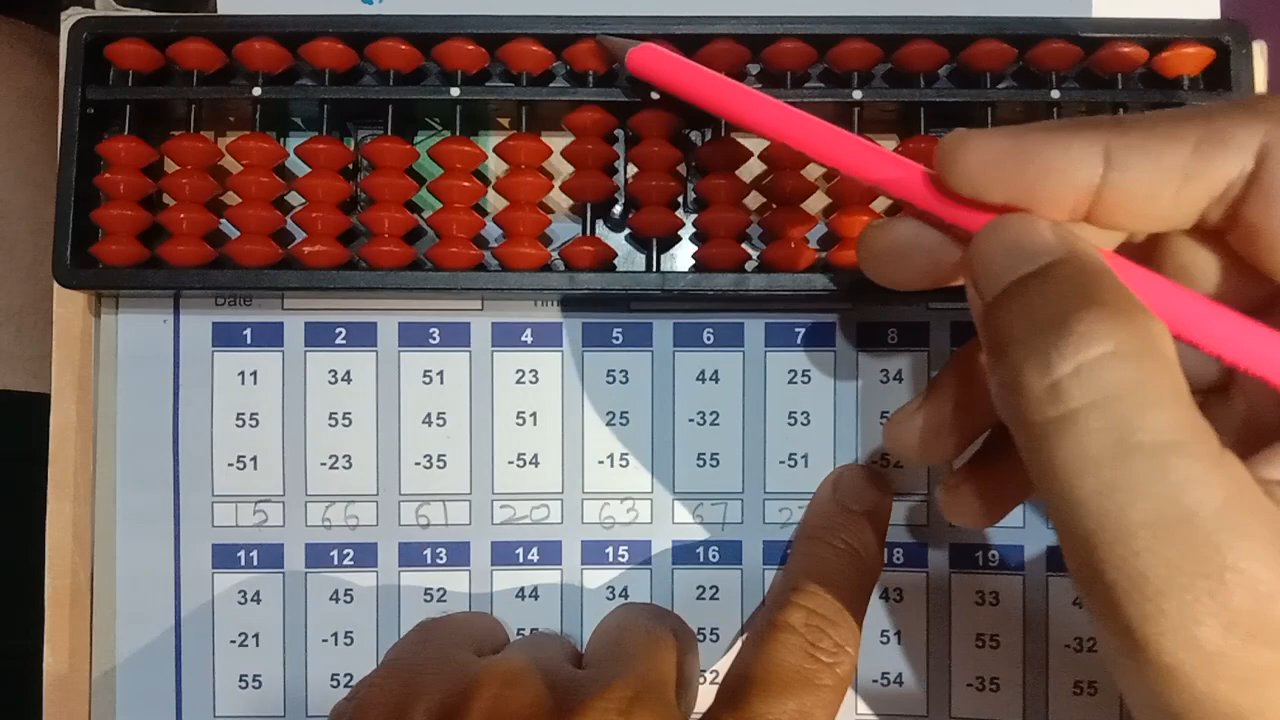 Date
1 2 3 4 5 6 7 8
11 34 51 23 53 44 25 34
55 55 45 51 25 -32 53
-51 -23 -35 -54 -15 55 -51 -52
15 66 61 20 63 67
11 12 13 14 15 16 18 19
34 45 52 44 34 22 43 33
-21 -15 55 51 55 -32
55 52 -54 -35 55